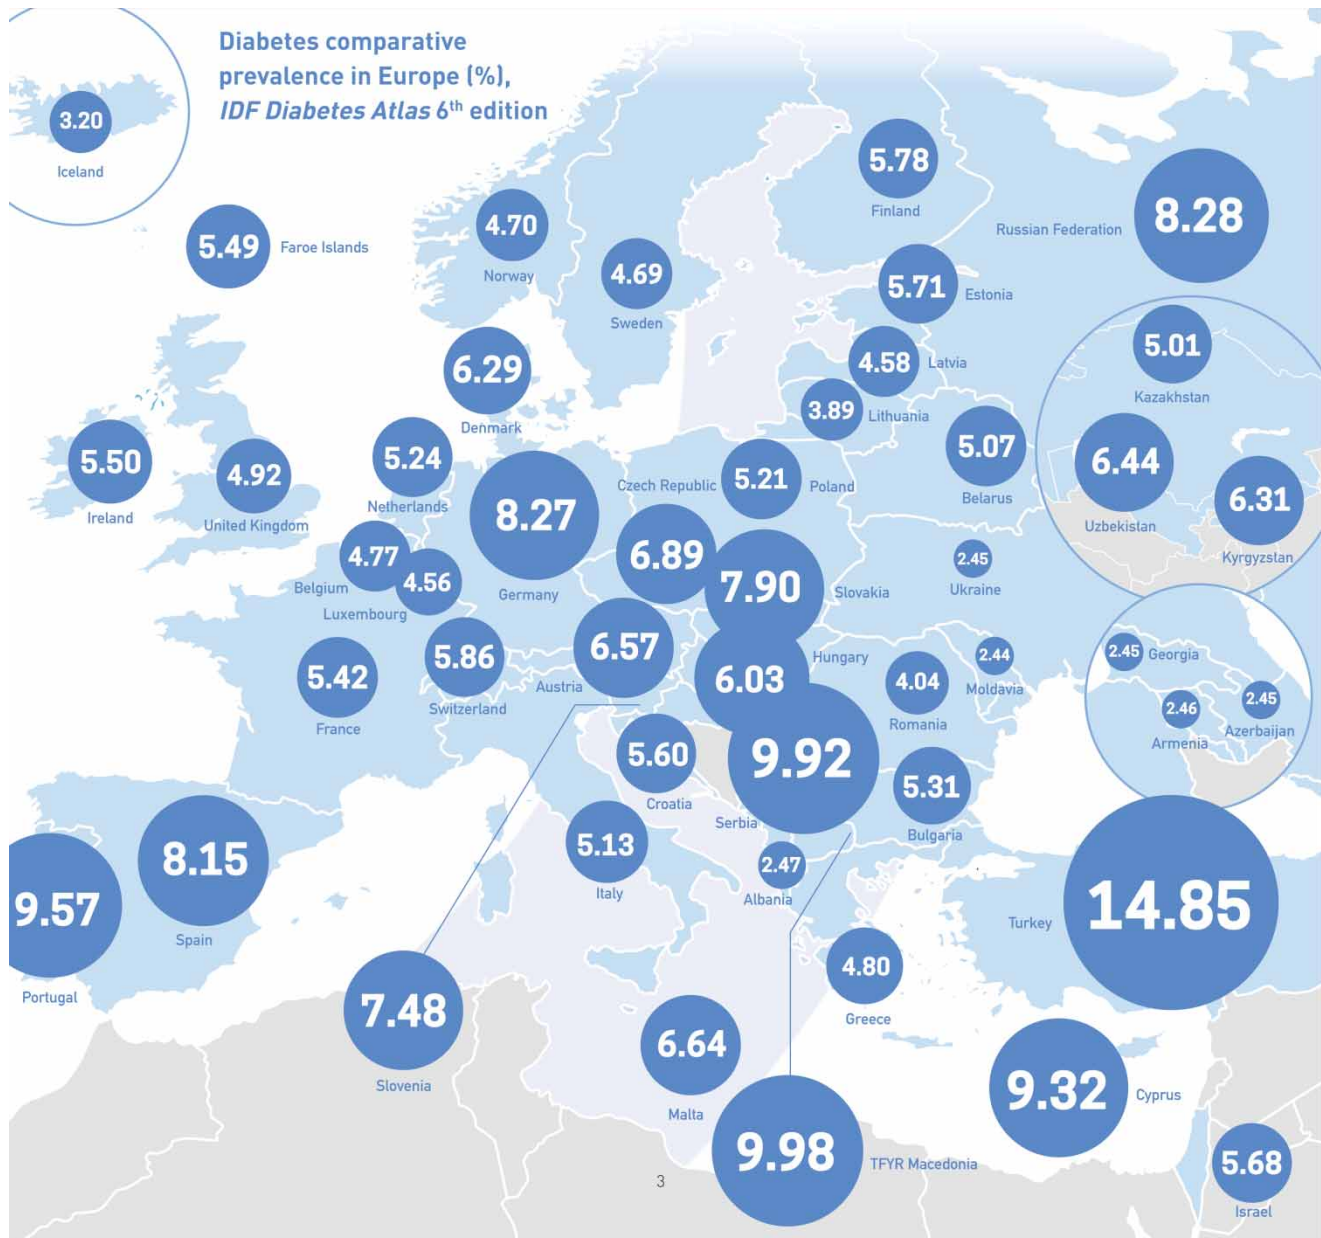 Diabetes comparative
prevalence in Europe (%),
IDF Diabetes Atlas 6th edition
3.20
Iceland
5.49
Faroe Islands
4.70
Norway
4.69
Sweden
5.78
Finland
8.28
Russian Federation
5.71
Estonia
4.58
Latvia
3.89
Lithuania
6.29
Denmark
5.01
Kazakhstan
6.44
Uzbekistan
6.31
Kyrgyzstan
5.50
Ireland
4.92
United Kingdom
5.24
Netherlands
8.27
Germany
Czech Republic
6.89
5.21
Poland
5.07
Belarus
4.77
Belgium
4.56
Luxembourg
7.90
Slovakia
2.45
Ukraine
5.42
France
5.86
Switzerland
6.57
Austria
6.03
Hungary
4.04
Romania
2.44
Moldavia
2.45
Georgia
2.46
Armenia
2.45
Azerbaijan
5.60
Croatia
9.92
Serbia
5.31
Bulgaria
9.57
Portugal
8.15
Spain
5.13
Italy
2.47
Albania
14.85
Turkey
4.80
Greece
7.48
Slovenia
6.64
Malta
9.98
TFYR Macedonia
9.32
Cyprus
5.68
Israel
3